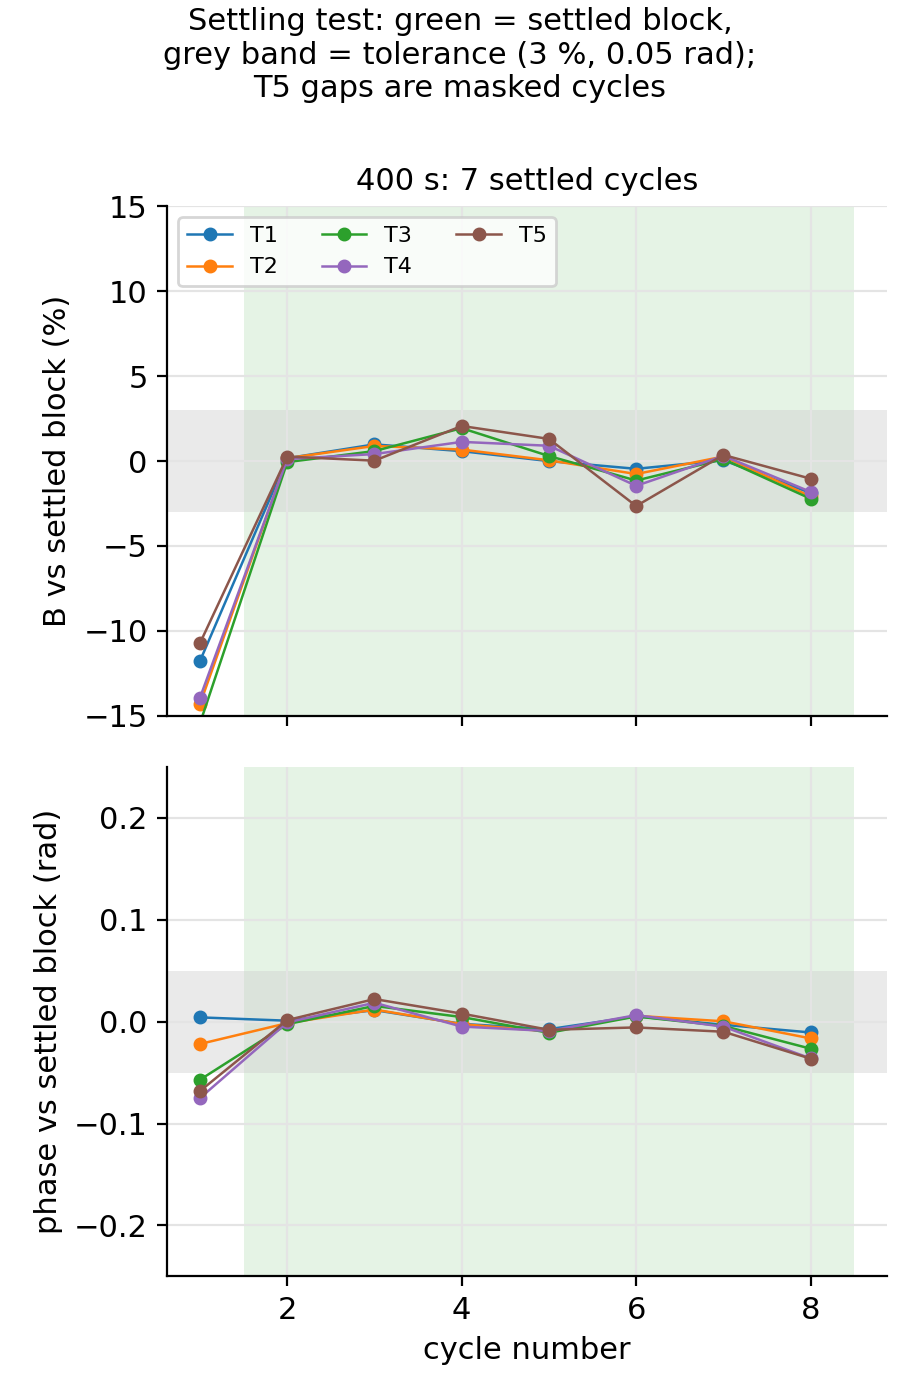 Settling test: green = settled block,
grey band = tolerance (3 %, 0.05 rad);
T5 gaps are masked cycles
400 s: 7 settled cycles
15
10
5
0
−5
−10
−15
B vs settled block (%)
T1
T2
T3
T4
T5
0.2
0.1
0.0
−0.1
−0.2
phase vs settled block (rad)
2
4
6
8
cycle number